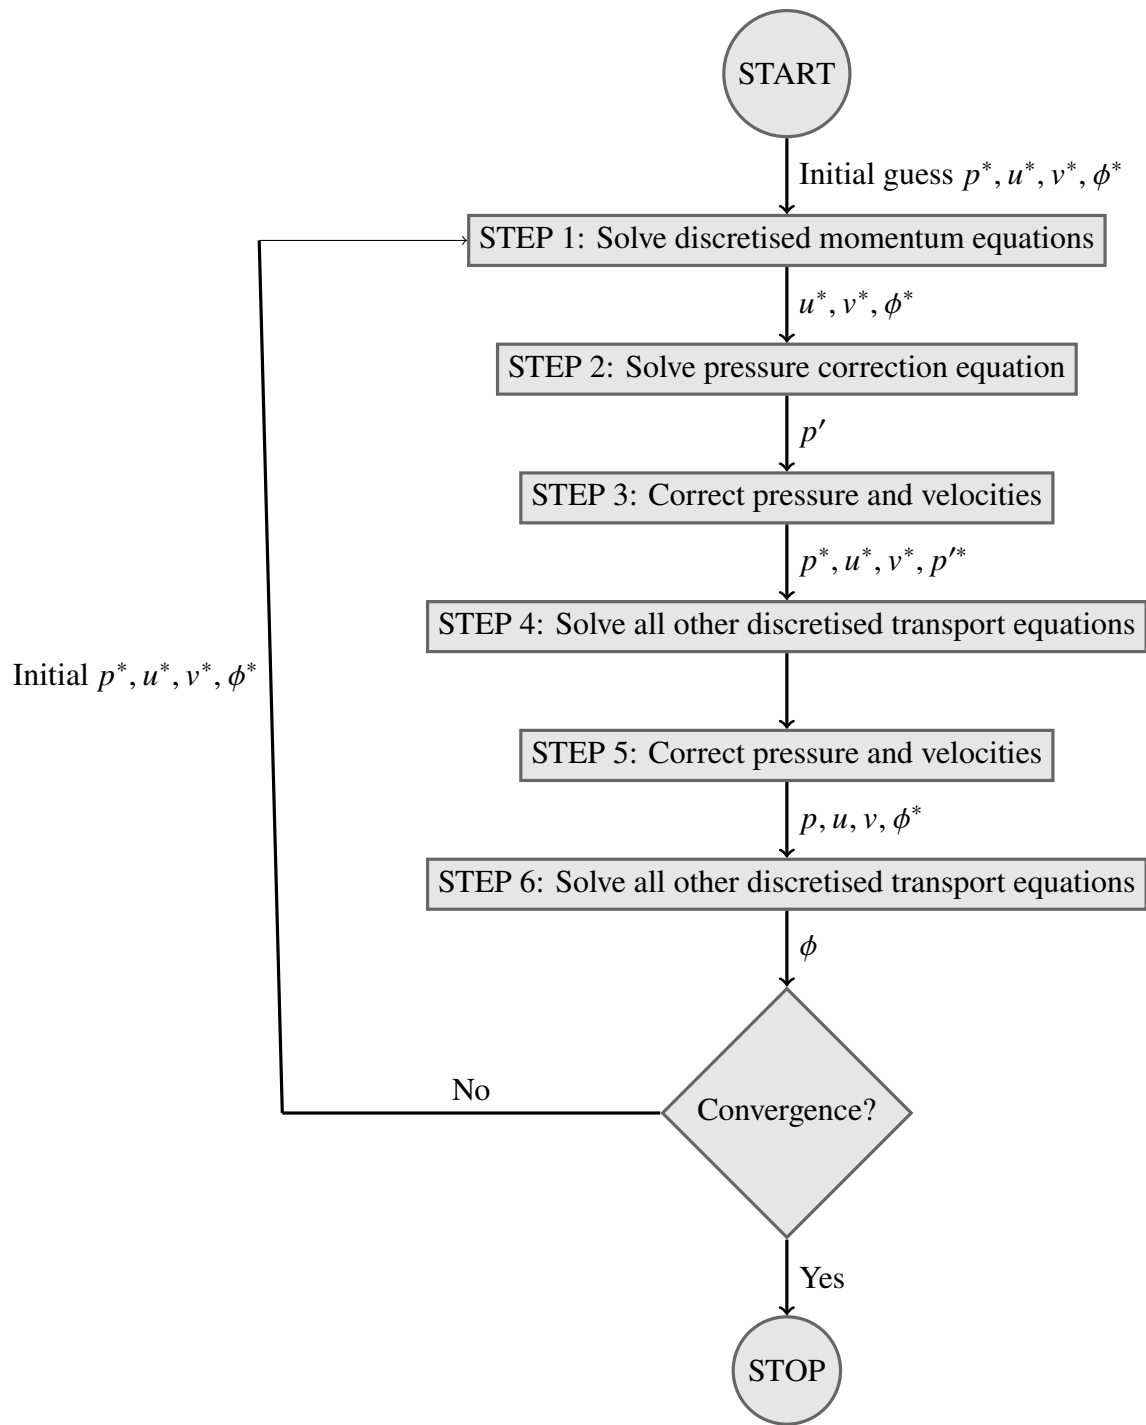 START
Initial guess p*, u*, v*, ϕ*
STEP 1: Solve discretised momentum equations
u*, v*, ϕ*
STEP 2: Solve pressure correction equation
p′
STEP 3: Correct pressure and velocities
p*, u*, v*, p′*
STEP 4: Solve all other discretised transport equations
Initial p*, u*, v*, ϕ*
STEP 5: Correct pressure and velocities
p, u, v, ϕ*
STEP 6: Solve all other discretised transport equations
ϕ
No
Convergence?
Yes
STOP